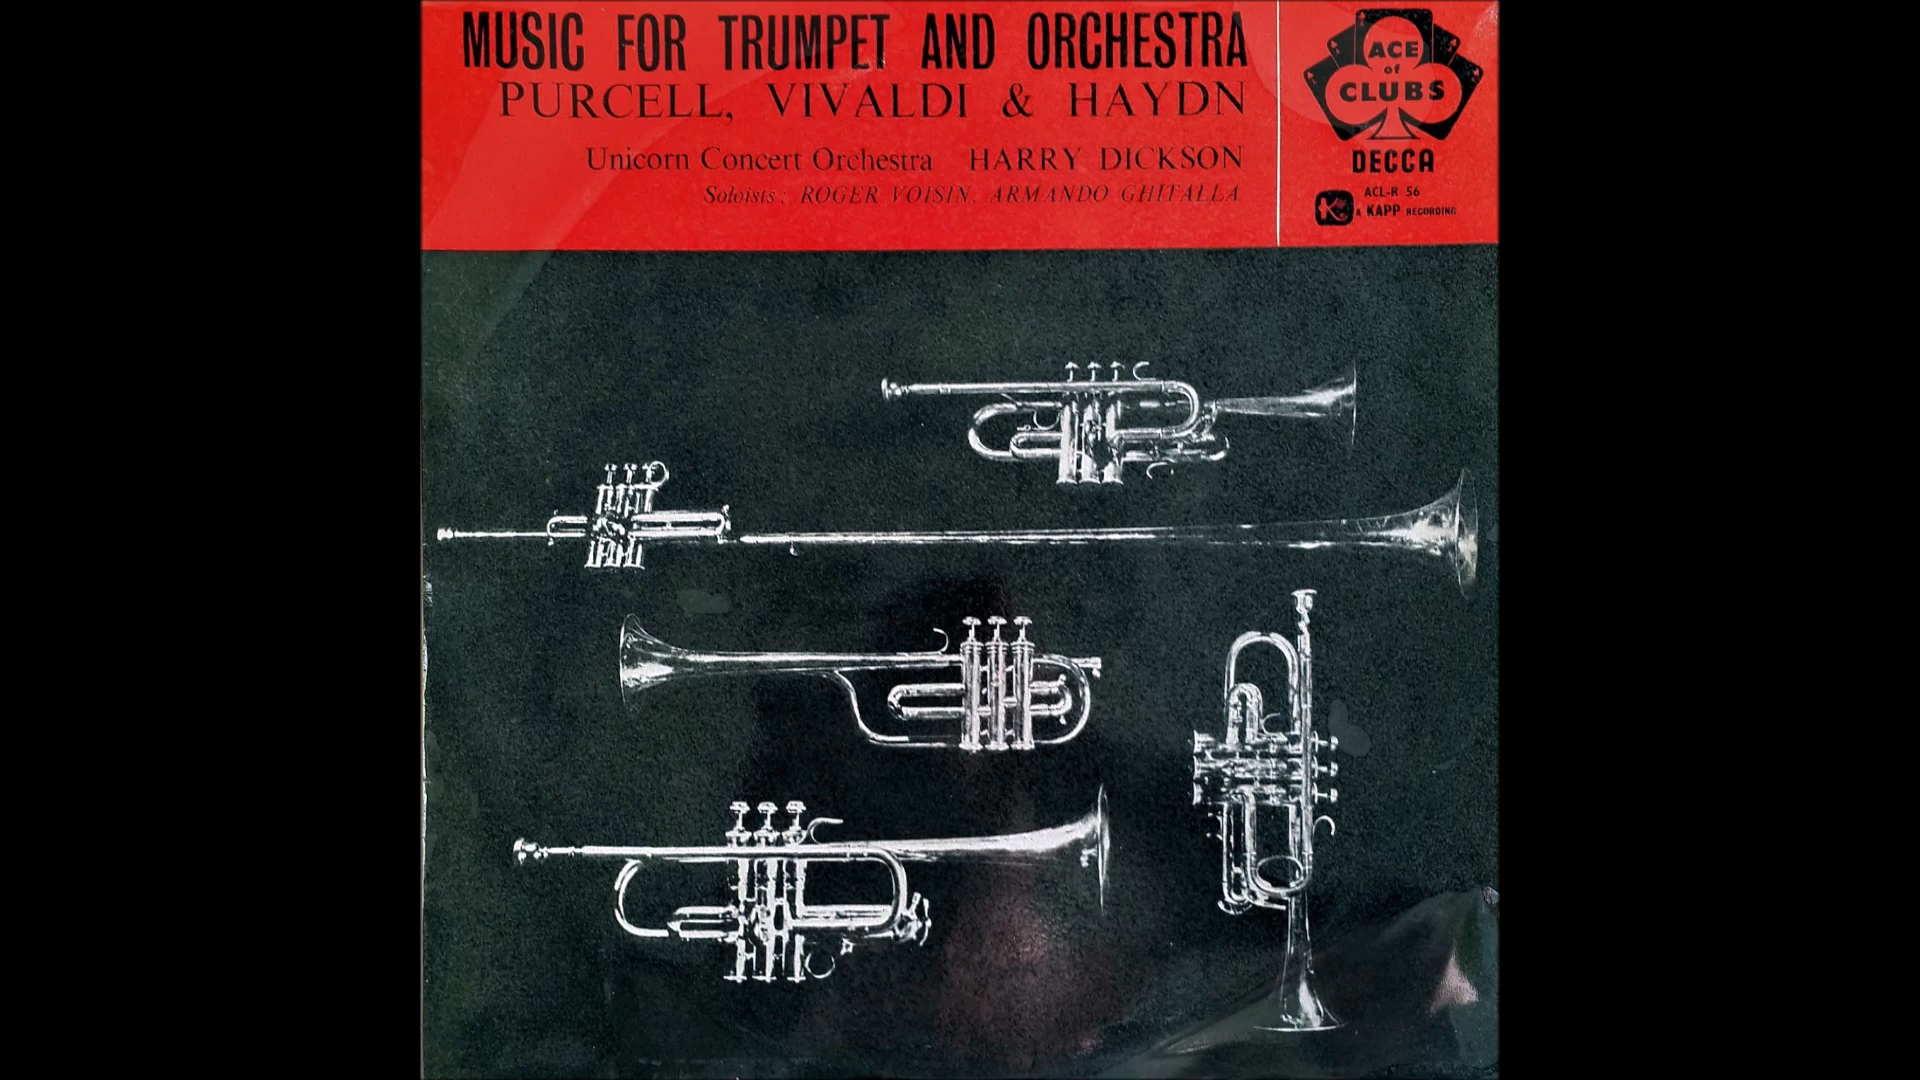 MUSIC FOR TRUMPET AND ORCHESTRA
PURCELL, VIVALDI & HAYDN
Unicorn Concert Orchestra HARRY DICKSON
Soloists: ROGER VOISIN, ARMANDO GHITALLA
ACE
of
CLUBS
DECCA
ACL-R 56
K A KAPP RECORDING